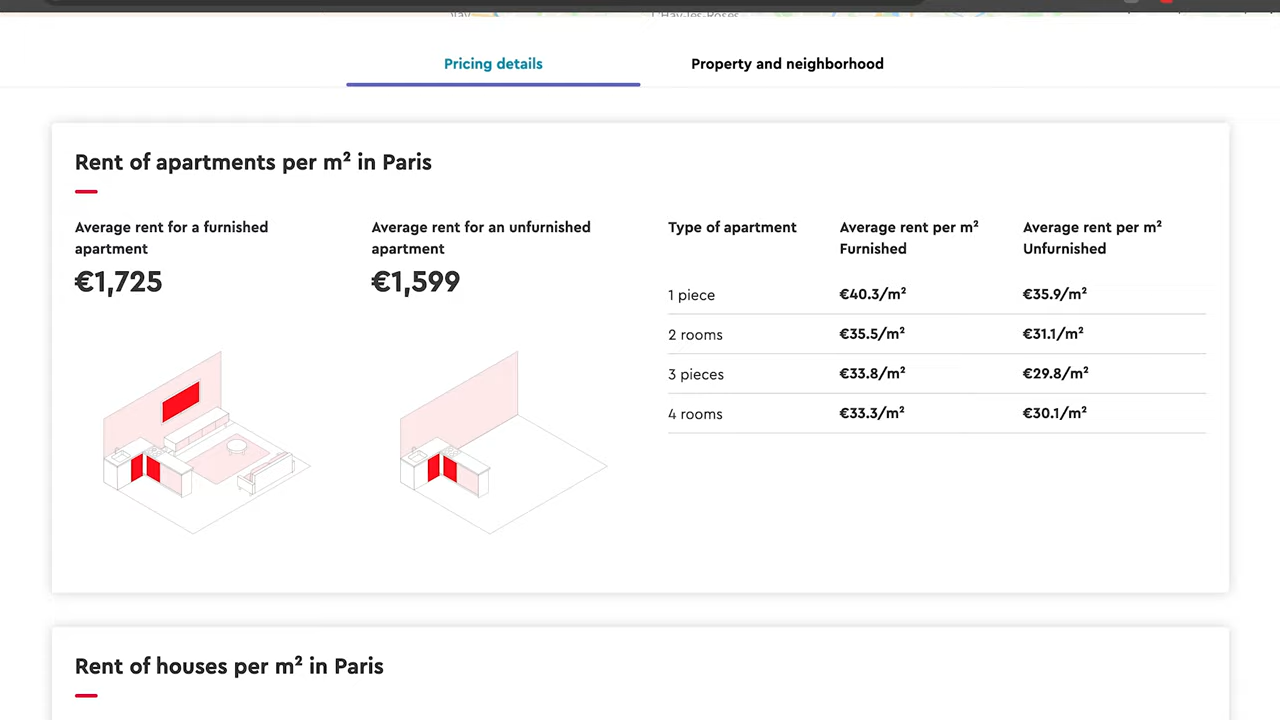 L'Haÿ-les-Roses
Pricing details
Property and neighborhood
Rent of apartments per m² in Paris
Average rent for a furnished
apartment
€1,725
Average rent for an unfurnished
apartment
€1,599
Type of apartment
Average rent per m²
Furnished
Average rent per m²
Unfurnished
1 piece
€40.3/m²
€35.9/m²
2 rooms
€35.5/m²
€31.1/m²
3 pieces
€33.8/m²
€29.8/m²
4 rooms
€33.3/m²
€30.1/m²
Rent of houses per m² in Paris